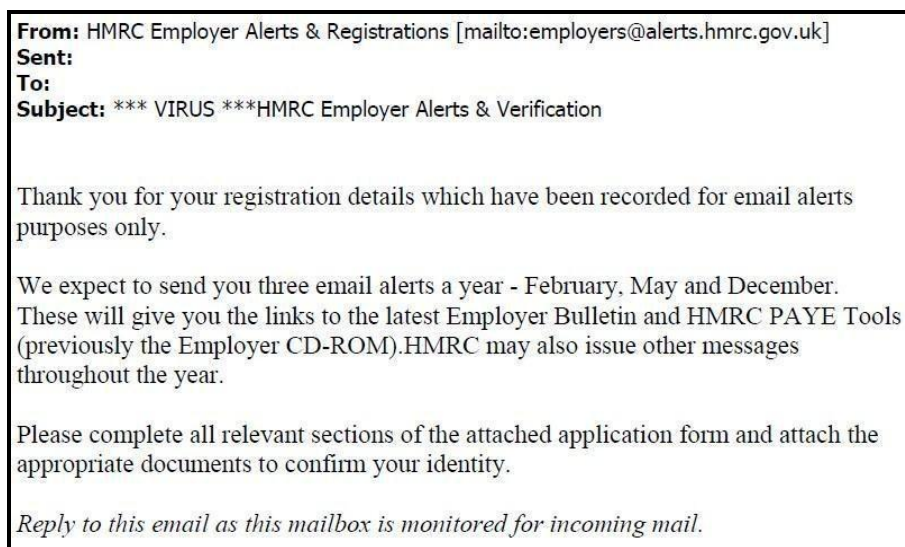 From: HMRC Employer Alerts & Registrations [mailto:employers@alerts.hmrc.gov.uk]
Sent:
To:
Subject: *** VIRUS ***HMRC Employer Alerts & Verification
Thank you for your registration details which have been recorded for email alerts
purposes only.
We expect to send you three email alerts a year - February, May and December.
These will give you the links to the latest Employer Bulletin and HMRC PAYE Tools
(previously the Employer CD-ROM).HMRC may also issue other messages
throughout the year.
Please complete all relevant sections of the attached application form and attach the
appropriate documents to confirm your identity.
Reply to this email as this mailbox is monitored for incoming mail.